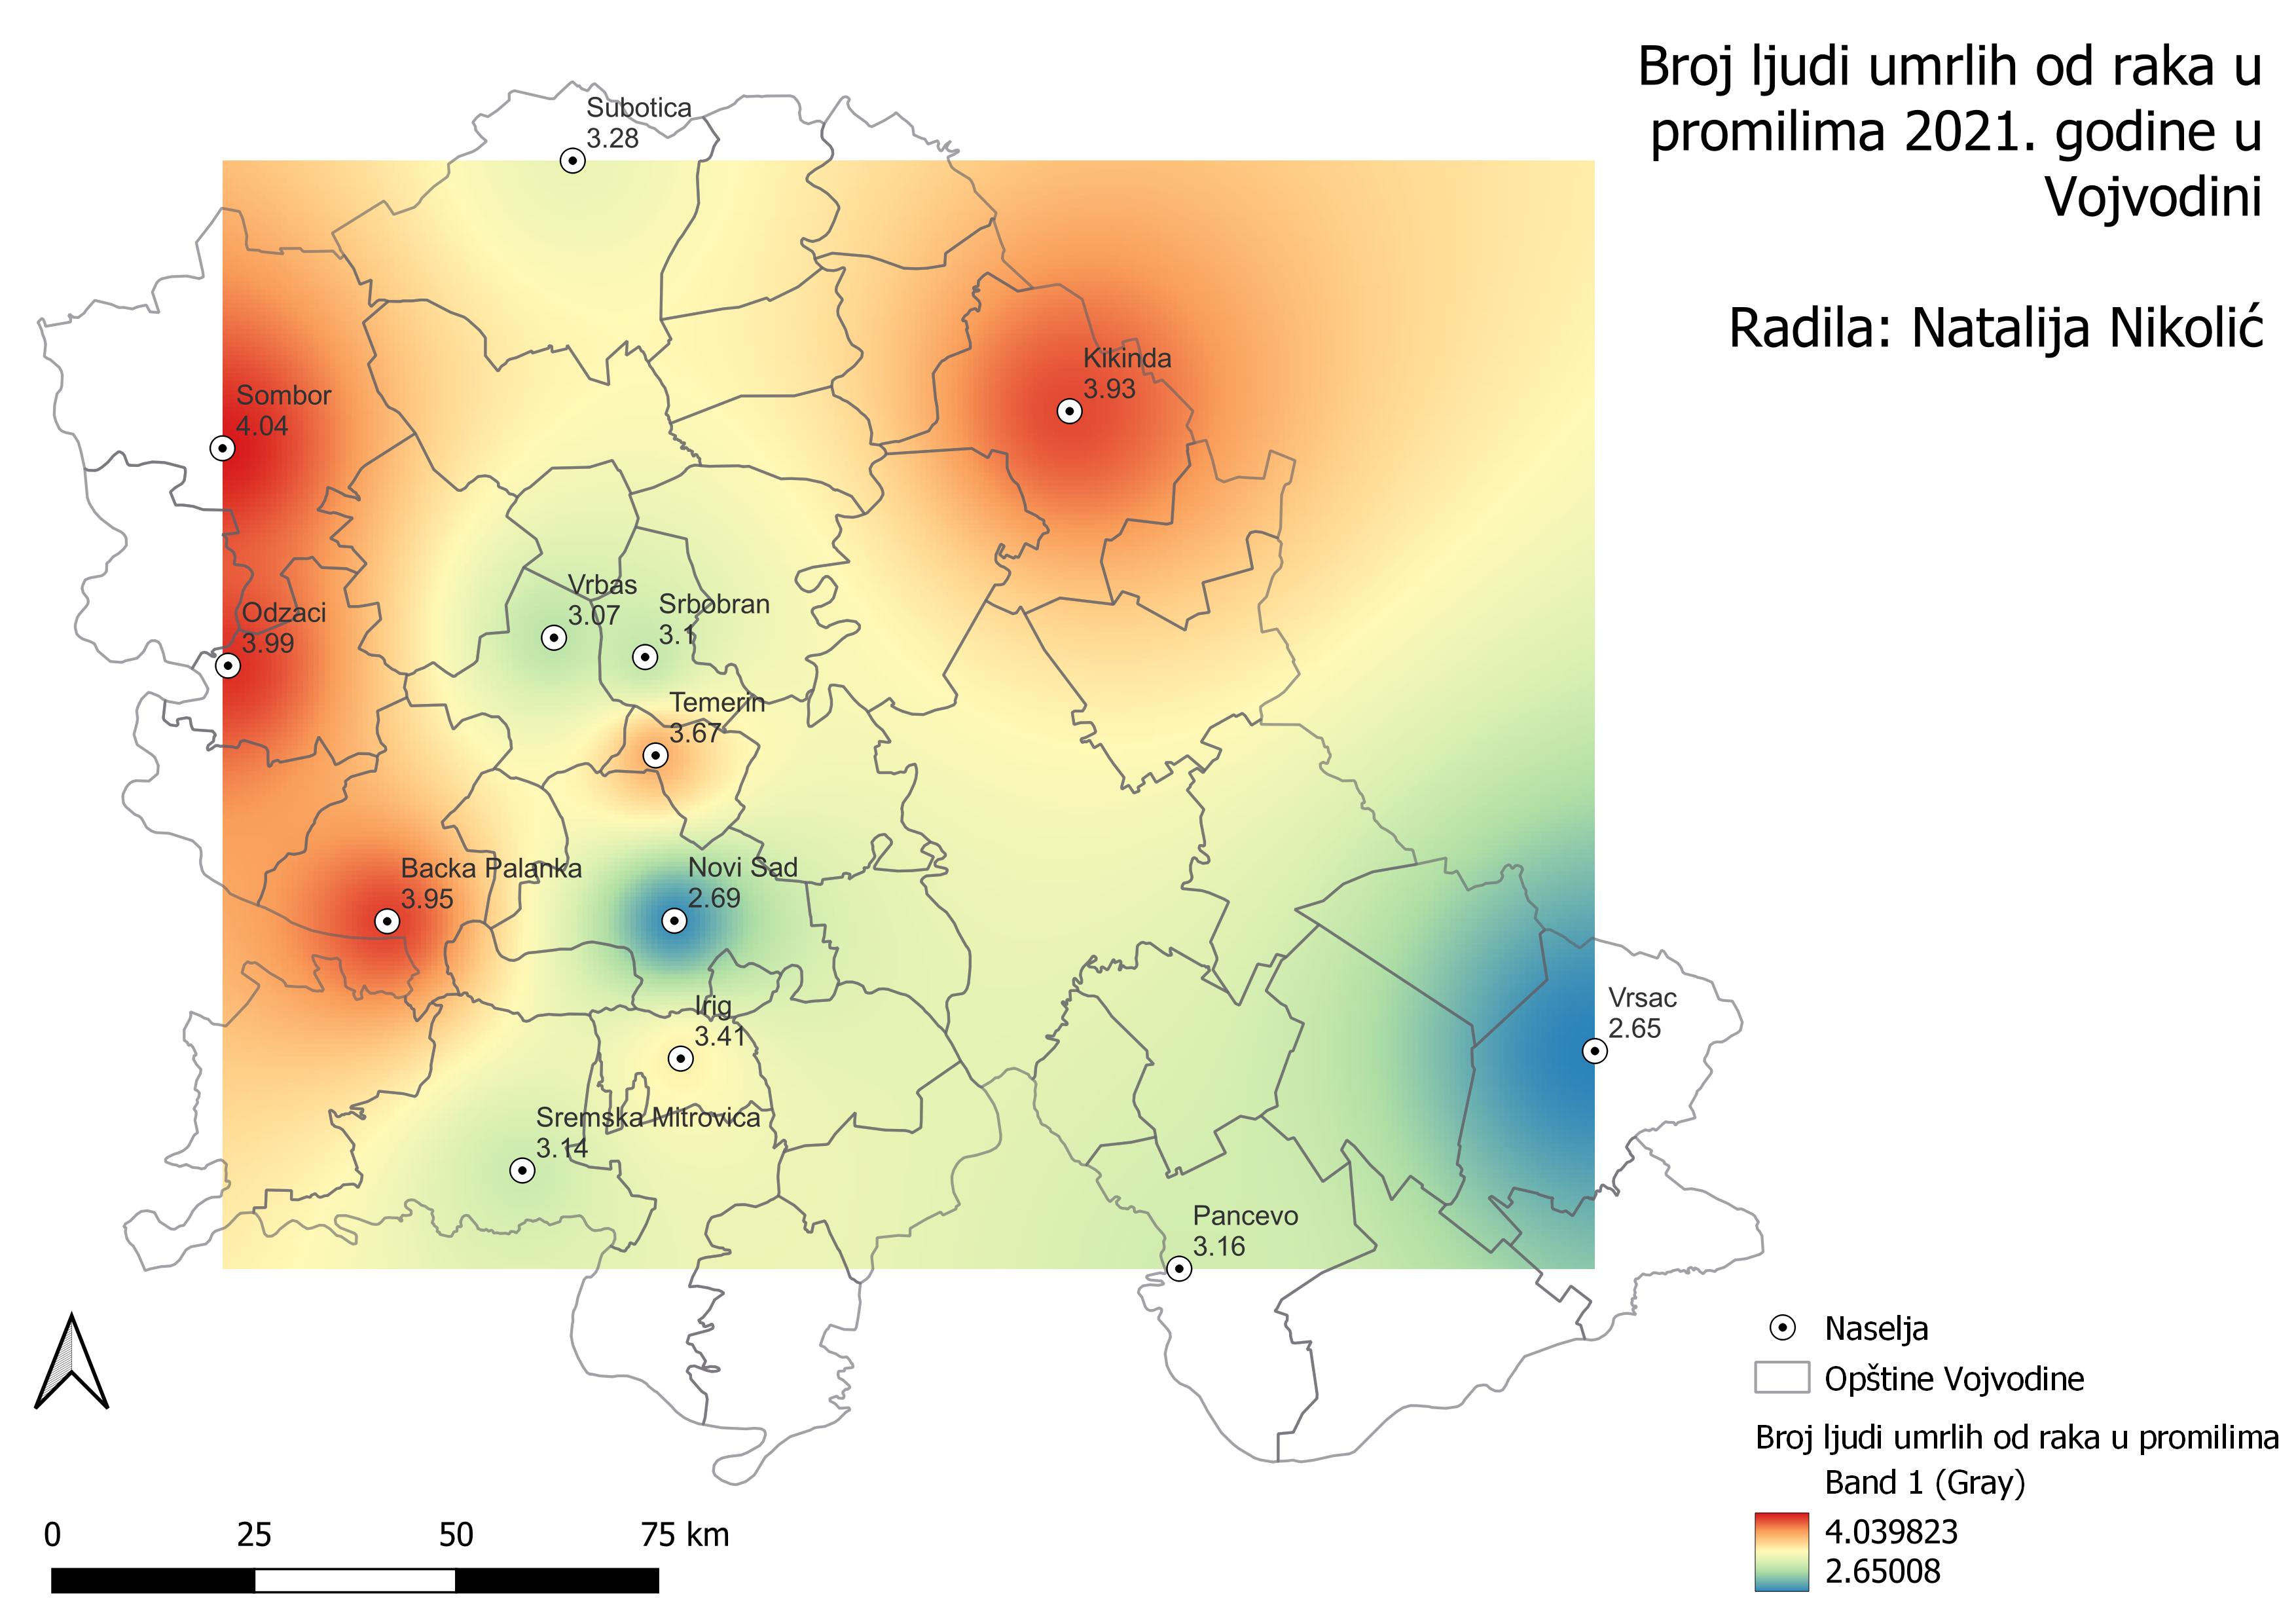 Broj ljudi umrlih od raka u
promilima 2021. godine u
Vojvodini
Radila: Natalija Nikolić
Subotica
3.28
Kikinda
3.93
Sombor
4.04
Vrbas
3.07
Srbobran
3.1
Odzaci
3.99
Temerin
3.67
Backa Palanka
3.95
Novi Sad
2.69
Irig
3.41
Vrsac
2.65
Sremska Mitrovica
3.14
Pancevo
3.16
Naselja
Opštine Vojvodine
Broj ljudi umrlih od raka u promilima
Band 1 (Gray)
4.039823
2.65008
0 25 50 75 km